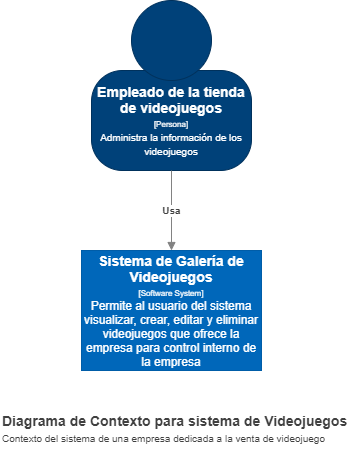 Empleado de la tienda
de videojuegos
[Persona]
Administra la información de los
videojuegos
Usa
Sistema de Galería de
Videojuegos
[Software System]
Permite al usuario del sistema
visualizar, crear, editar y eliminar
videojuegos que ofrece la
empresa para control interno de
la empresa
Diagrama de Contexto para sistema de Videojuegos
Contexto del sistema de una empresa dedicada a la venta de videojuego